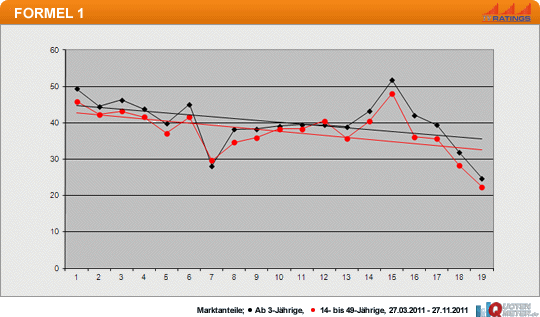 FORMEL 1
RATINGS
60
50
40
30
20
10
0
1 2 3 4 5 6 7 8 9 10 11 12 13 14 15 16 17 18 19
Marktanteile; ● Ab 3-Jährige, ● 14- bis 49-Jährige, 27.03.2011 - 27.11.2011
QUOTEN
METER.de